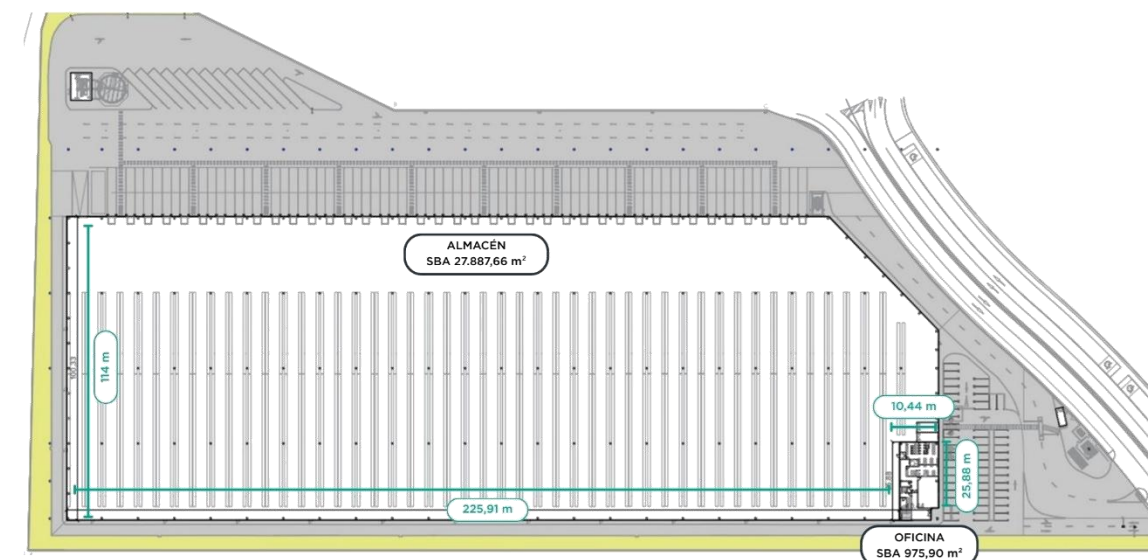 ALMACÉN
SBA 27.887,66 m²
114 m
10,44 m
25,88 m
225,91 m
OFICINA
SBA 975,90 m²